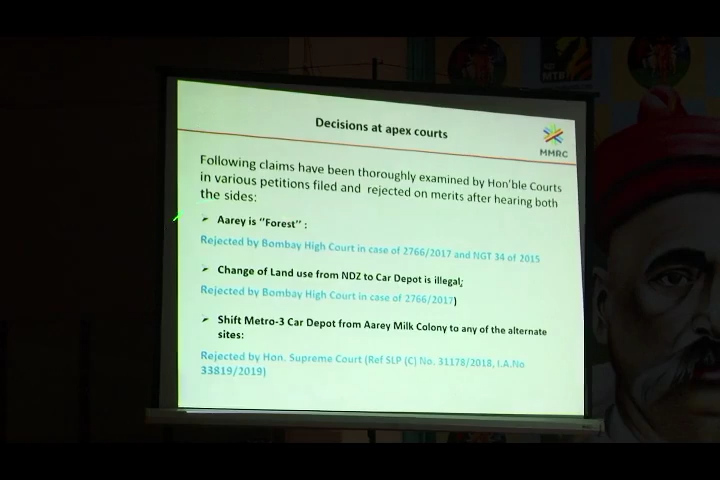 Decisions at apex courts
MMRC
Following claims have been thoroughly examined by Hon'ble Courts
in various petitions filed and rejected on merits after hearing both
the sides:
Aarey is "Forest" :
Rejected by Bombay High Court in case of 2766/2017 and NGT 34 of 2015
Change of Land use from NDZ to Car Depot is illegal;
Rejected by Bombay High Court in case of 2766/2017)
Shift Metro-3 Car Depot from Aarey Milk Colony to any of the alternate
sites:
Rejected by Hon. Supreme Court (Ref SLP (C) No. 31178/2018, I.A.No
33819/2019)